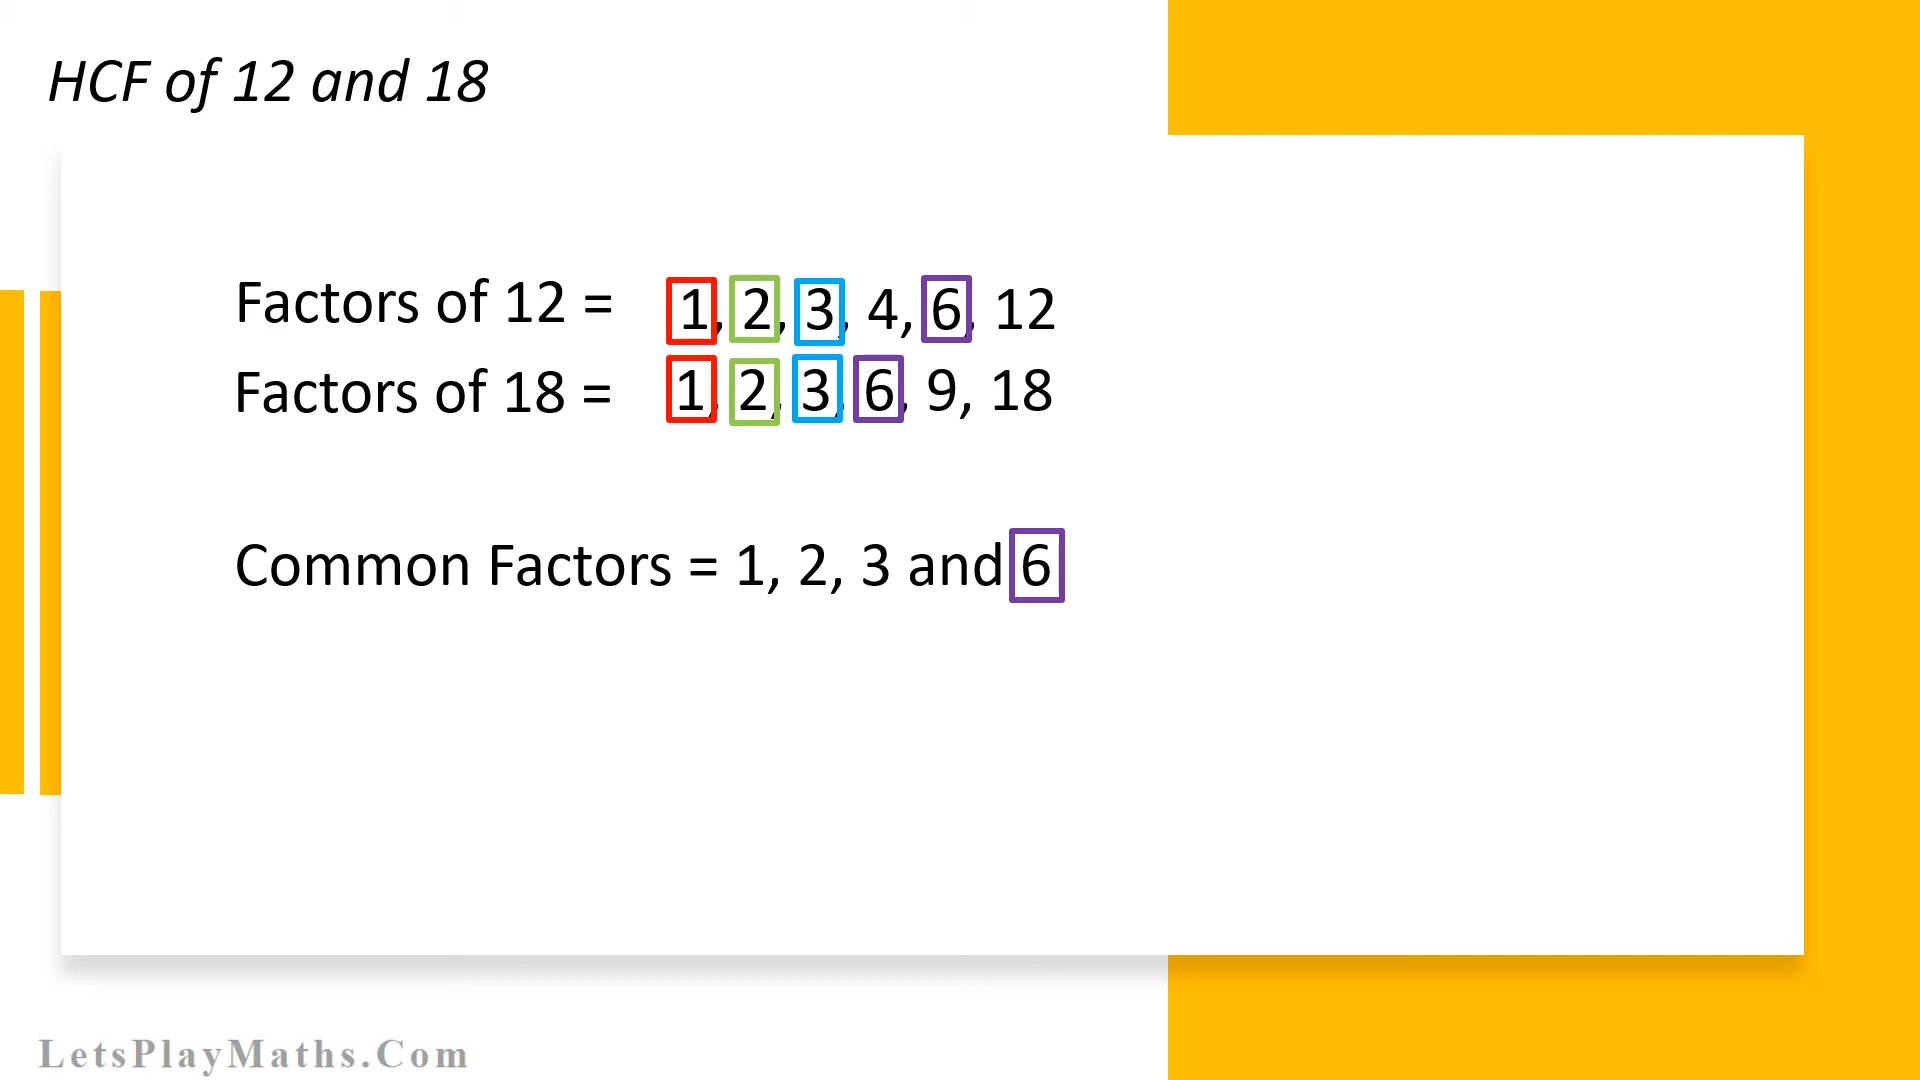 HCF of 12 and 18
Factors of 12 = 1, 2, 3, 4, 6, 12
Factors of 18 = 1, 2, 3, 6, 9, 18
Common Factors = 1, 2, 3 and 6
LetsPlayMaths.Com